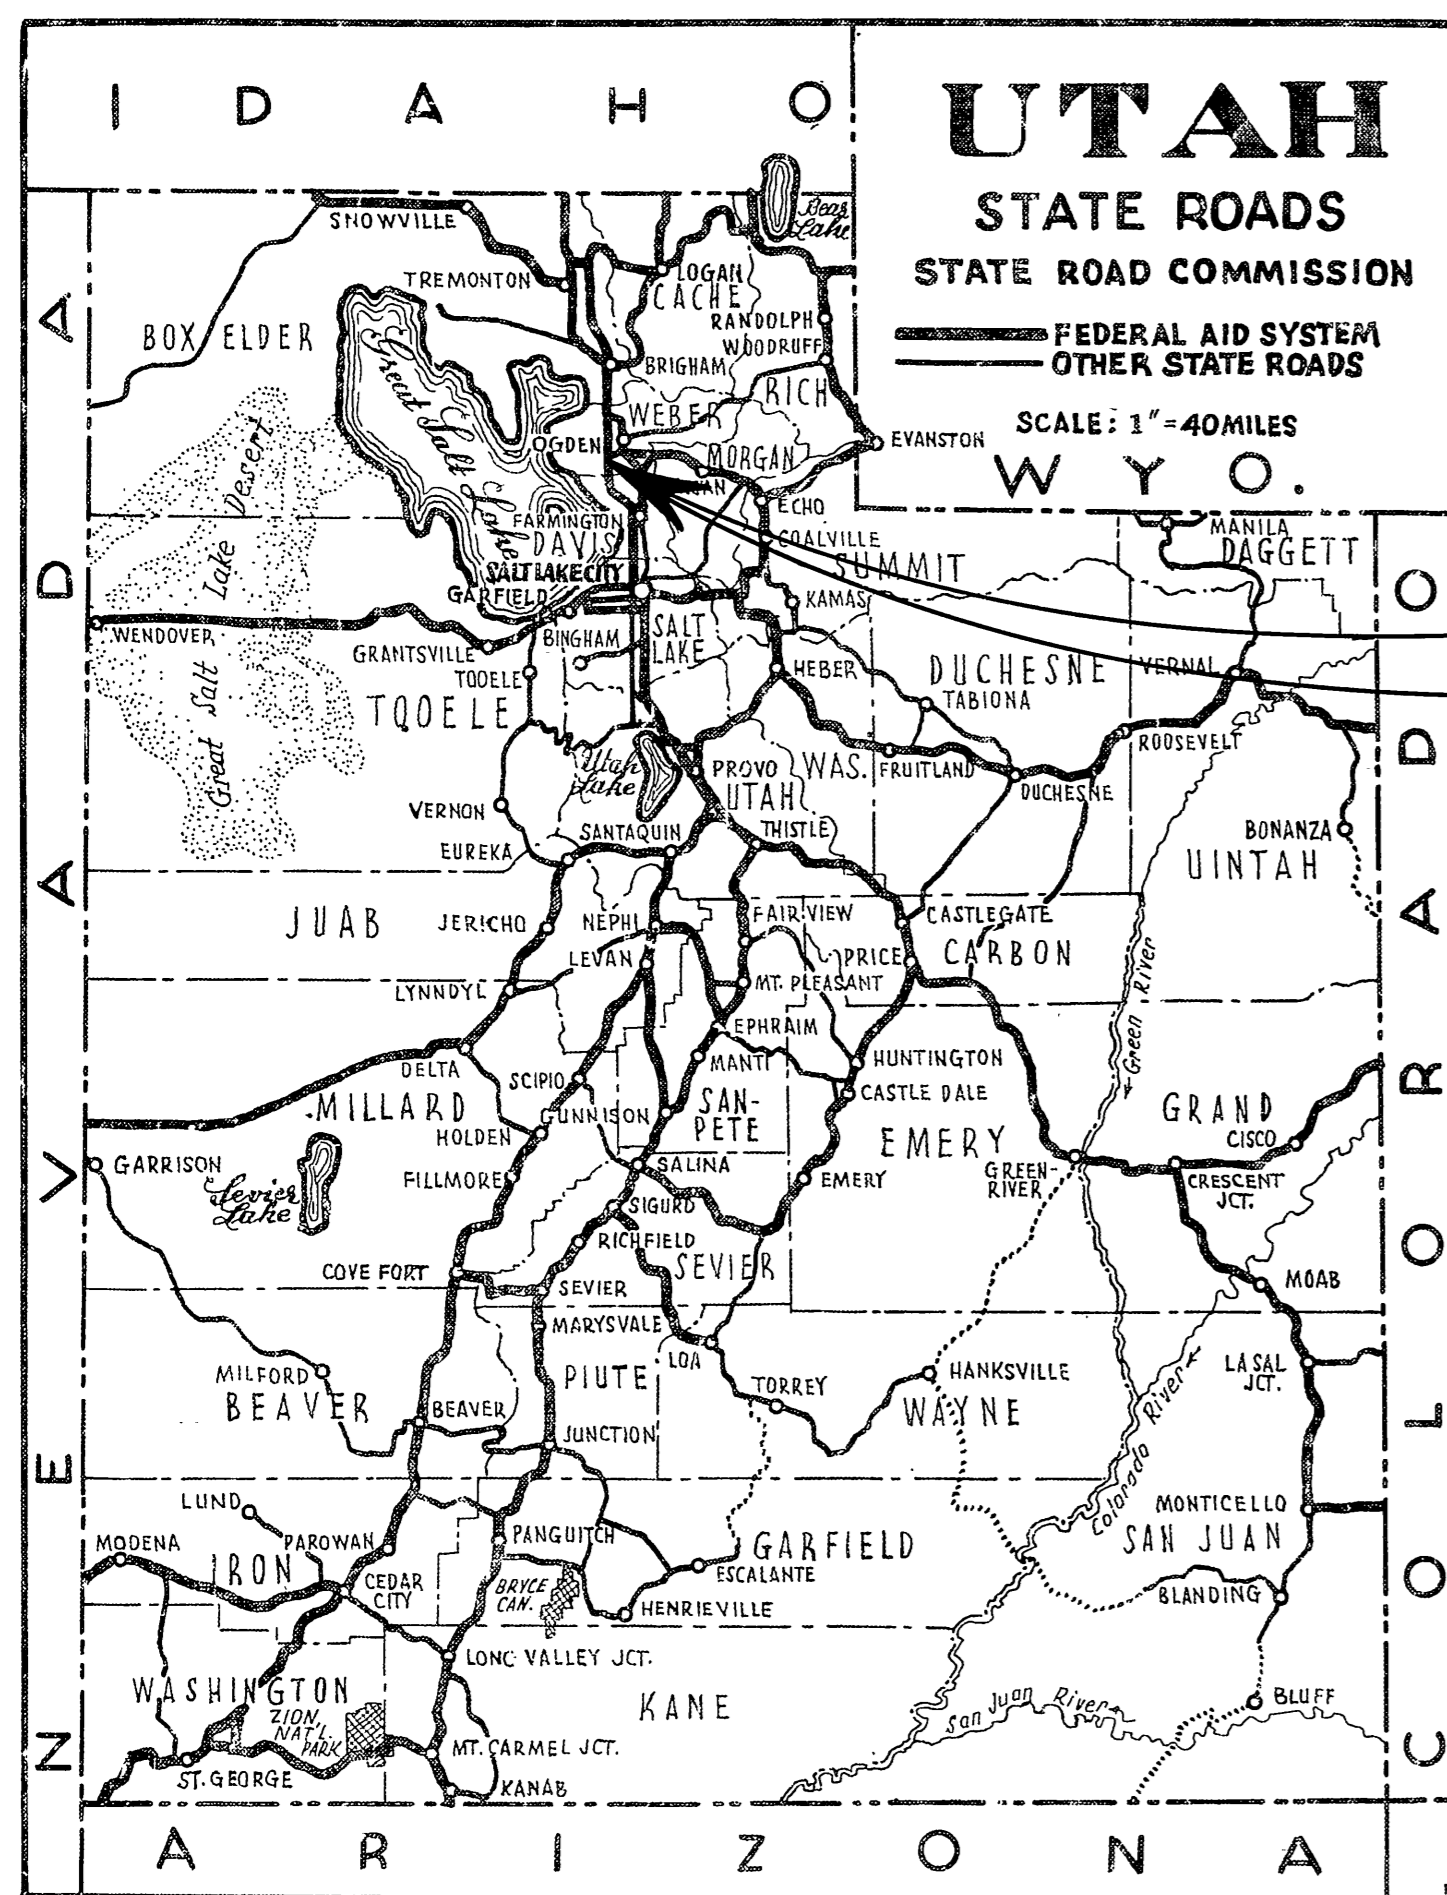 IDAHO
UTAH
STATE ROADS
STATE ROAD COMMISSION
FEDERAL AID SYSTEM
OTHER STATE ROADS
SCALE: 1"=40 MILES
WYO.
NEVADA
COLORADO
ARIZONA
Bear
Lake
SNOWVILLE
TREMONTON
LOGAN
CACHE
BOX ELDER
RANDOLPH
WOODRUFF
BRIGHAM
RICH
Great Salt Lake
WEBER
OGDEN
EVANSTON
MORGAN
ECHO
Great Salt Lake Desert
FARMINGTON
DAVIS
COALVILLE
SUMMIT
MANILA
DAGGETT
SALT LAKE CITY
GARFIELD
KAMAS
WENDOVER
BINGHAM
SALT
LAKE
GRANTSVILLE
TOOELE
HEBER
DUCHESNE
VERNAL
TABIONA
TOOELE
ROOSEVELT
Utah
Lake
PROVO
WAS.
FRUITLAND
UTAH
DUCHESNE
VERNON
SANTAQUIN
THISTLE
BONANZA
EUREKA
UINTAH
JUAB
JERICHO
NEPHI
FAIRVIEW
CASTLEGATE
LEVAN
PRICE
CARBON
LYNNDYL
MT. PLEASANT
Green River
EPHRAIM
DELTA
MANTI
HUNTINGTON
SCIPIO
CASTLE DALE
MILLARD
GUNNISON
SAN-
PETE
GRAND
HOLDEN
EMERY
CISCO
GARRISON
FILLMORE
SALINA
EMERY
GREEN-
RIVER
CRESCENT
JCT.
Sevier
Lake
SIGURD
RICHFIELD
COVE FORT
SEVIER
SEVIER
MOAB
MARYSVALE
LOA
LA SAL
JCT.
MILFORD
PIUTE
TORREY
HANKSVILLE
BEAVER
BEAVER
WAYNE
Colorado River
JUNCTION
LUND
MONTICELLO
MODENA
PAROWAN
PANGUITCH
GARFIELD
SAN JUAN
IRON
CEDAR
CITY
BRYCE
CAN.
ESCALANTE
BLANDING
HENRIEVILLE
LONG VALLEY JCT.
WASHINGTON
KANE
San Juan River
BLUFF
ZION
NAT'L.
PARK
MT. CARMEL JCT.
ST. GEORGE
KANAB